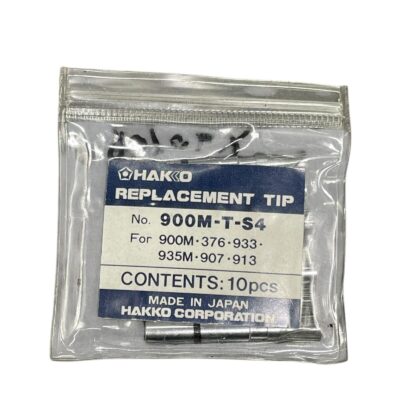 HAKKO
REPLACEMENT TIP
No. 900M-T-S4
For 900M·376·933·
935M·907·913
CONTENTS: 10pcs
MADE IN JAPAN
HAKKO CORPORATION